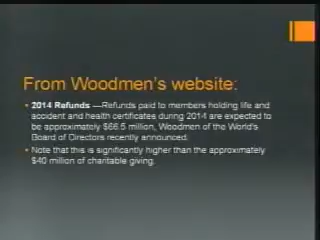 From Woodmen's website:
2014 Refunds —Refunds paid to members holding life and
accident and health certificates during 2014 are expected to
be approximately $66.5 million, Woodmen of the World's
Board of Directors recently announced.
Note that this is significantly higher than the approximately
$40 million of charitable giving.